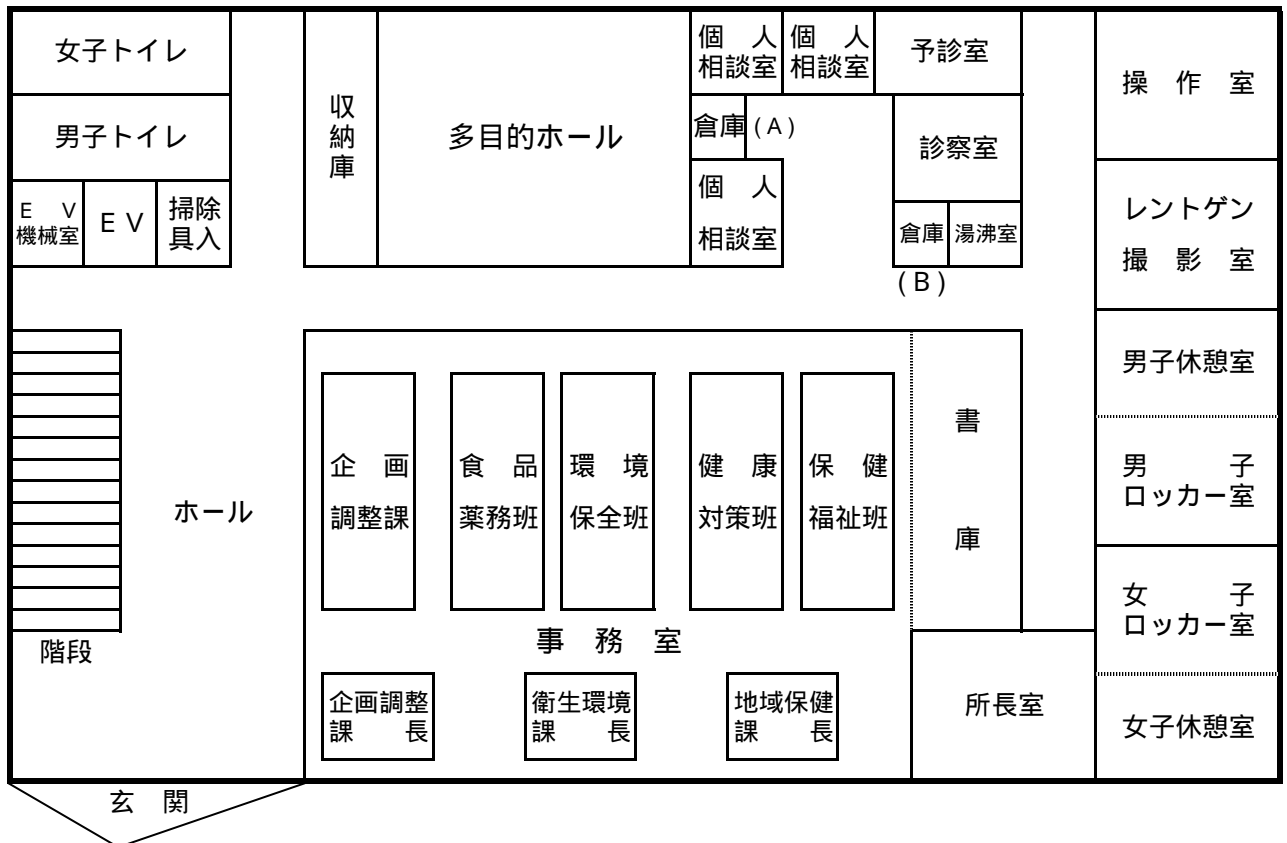 女子トイレ
男子トイレ
ＥＶ
機械室
ＥＶ
掃除
具入
収納庫
多目的ホール
個人
相談室
個人
相談室
予診室
倉庫
(A)
個人
相談室
診察室
倉庫
湯沸室
(B)
操作室
レントゲン
撮影室
男子休憩室
男子
ロッカー室
女子
ロッカー室
女子休憩室
階段
ホール
企画
調整課
食品
薬務班
環境
保全班
健康
対策班
保健
福祉班
書庫
事務室
企画調整
課長
衛生環境
課長
地域保健
課長
所長室
玄関